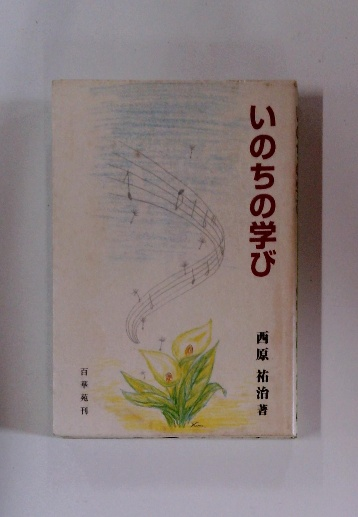 いのちの学び
西原 祐治 著
百華苑刊